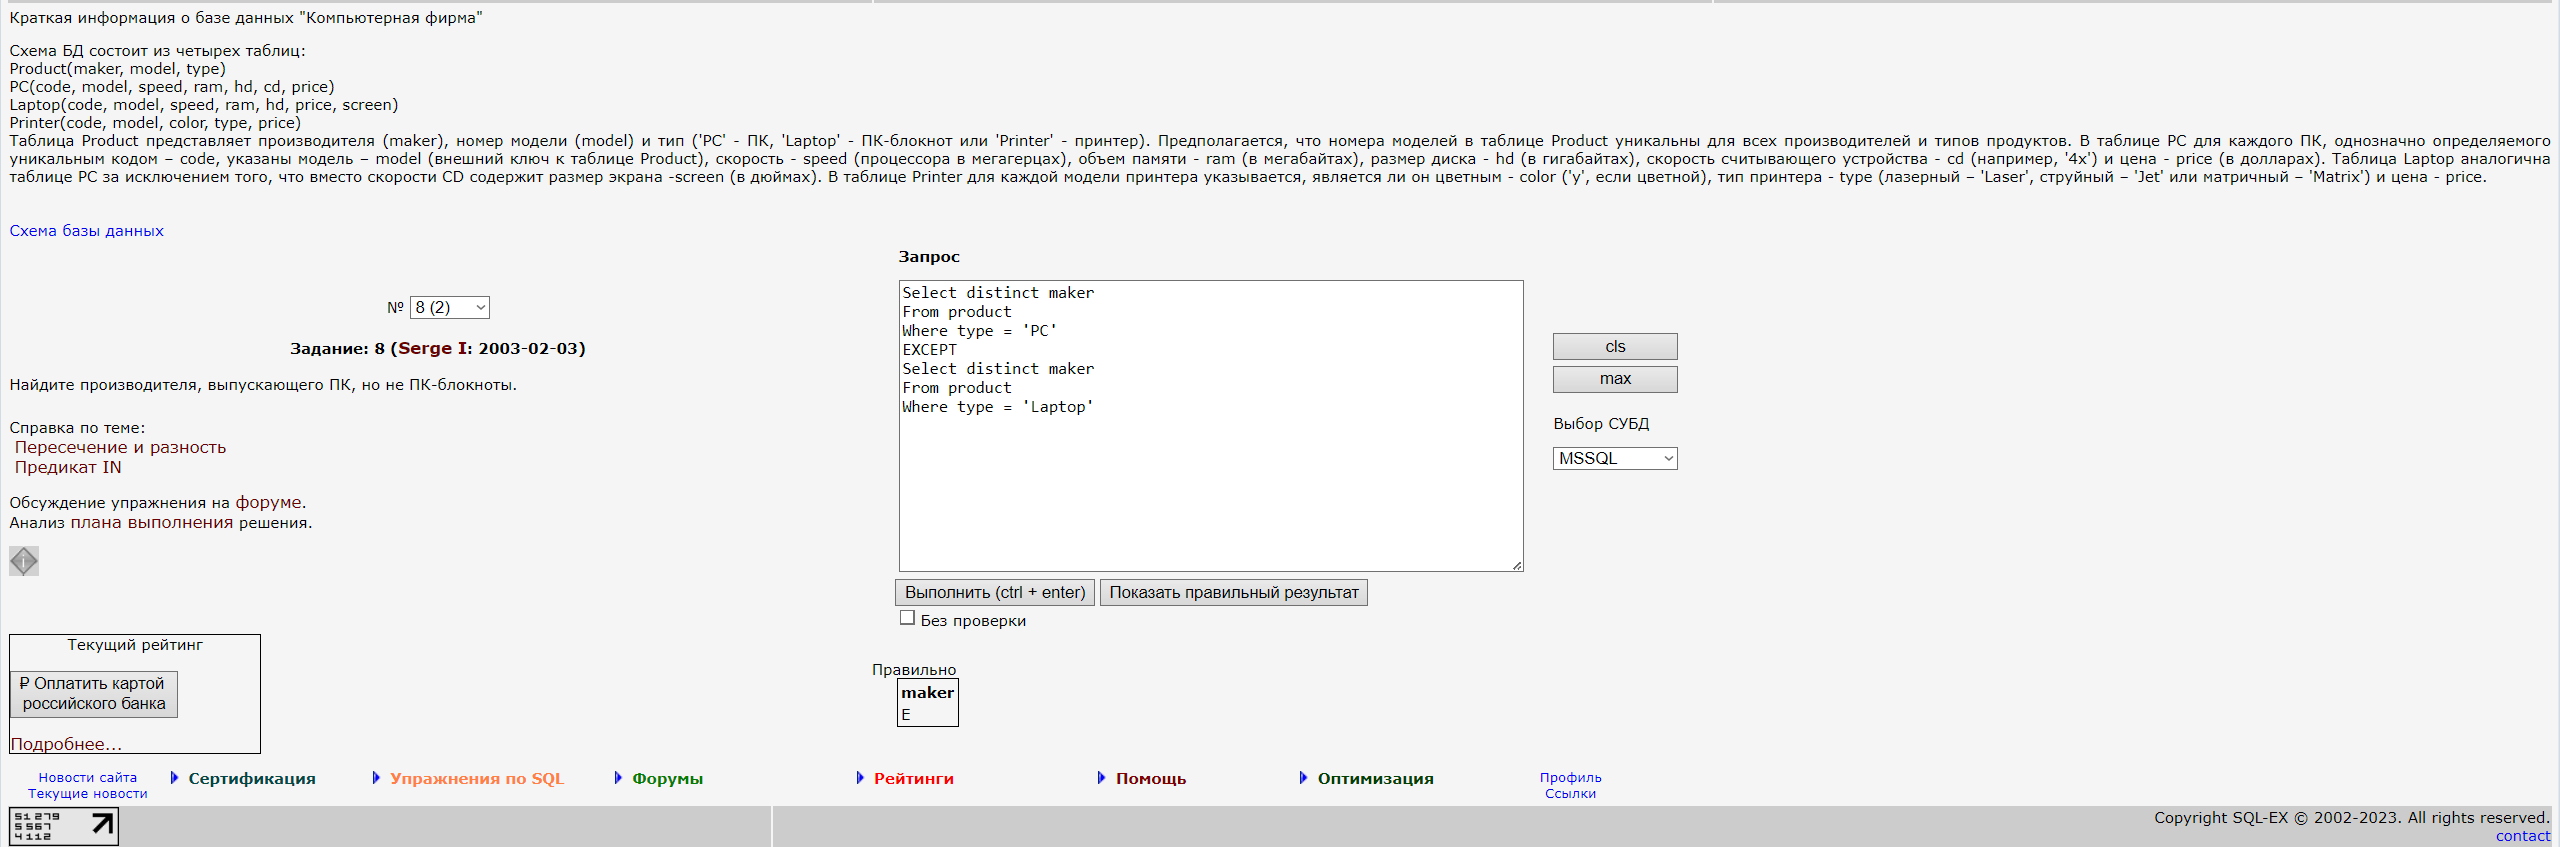 Краткая информация о базе данных "Компьютерная фирма"
Схема БД состоит из четырех таблиц:
Product(maker, model, type)
PC(code, model, speed, ram, hd, cd, price)
Laptop(code, model, speed, ram, hd, price, screen)
Printer(code, model, color, type, price)
Таблица Product представляет производителя (maker), номер модели (model) и тип ('PC' - ПК, 'Laptop' - ПК-блокнот или 'Printer' - принтер). Предполагается, что номера моделей в таблице Product уникальны для всех производителей и типов продуктов. В таблице PC для каждого ПК, однозначно определяемого
уникальным кодом – code, указаны модель – model (внешний ключ к таблице Product), скорость - speed (процессора в мегагерцах), объем памяти - ram (в мегабайтах), размер диска - hd (в гигабайтах), скорость считывающего устройства - cd (например, '4x') и цена - price (в долларах). Таблица Laptop аналогична
таблице PC за исключением того, что вместо скорости CD содержит размер экрана -screen (в дюймах). В таблице Printer для каждой модели принтера указывается, является ли он цветным - color ('y', если цветной), тип принтера - type (лазерный – 'Laser', струйный – 'Jet' или матричный – 'Matrix') и цена - price.
Схема базы данных
№ 8 (2)
Задание: 8 (Serge I: 2003-02-03)
Найдите производителя, выпускающего ПК, но не ПК-блокноты.
Справка по теме:
Пересечение и разность
Предикат IN
Обсуждение упражнения на форуме.
Анализ плана выполнения решения.
Запрос
Select distinct maker
From product
Where type = 'PC'
EXCEPT
Select distinct maker
From product
Where type = 'Laptop'
cls
max
Выбор СУБД
MSSQL
Выполнить (ctrl + enter) Показать правильный результат
Без проверки
Текущий рейтинг
₽ Оплатить картой
российского банка
Подробнее...
Правильно
maker
E
Новости сайта
Текущие новости
Сертификация
Упражнения по SQL
Форумы
Рейтинги
Помощь
Оптимизация
Профиль
Ссылки
51 279
5 567
4 112
Copyright SQL-EX © 2002-2023. All rights reserved.
contact